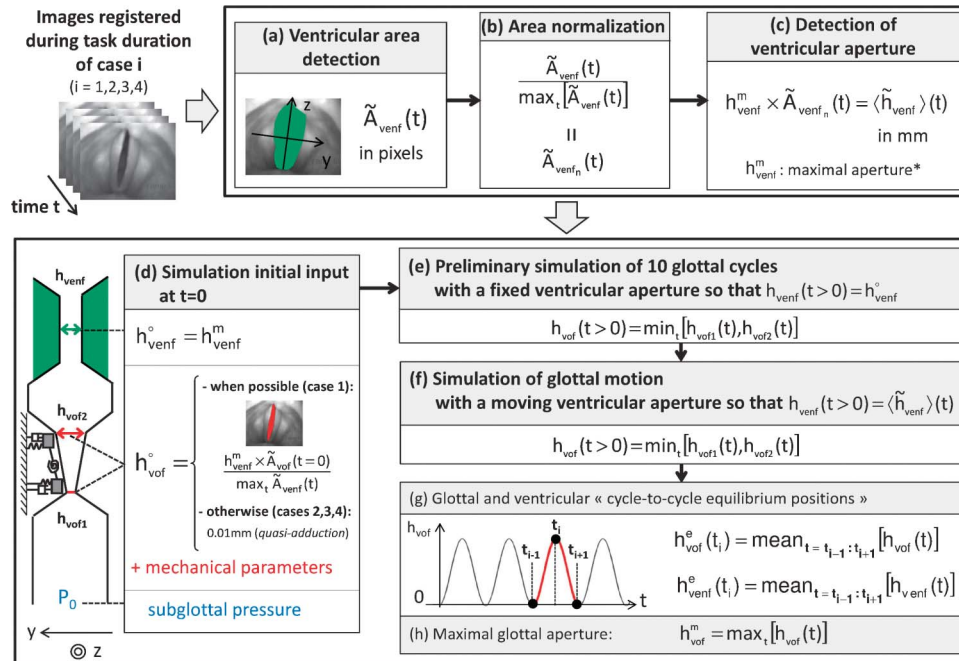 Images registered
during task duration
of case i
(i = 1,2,3,4)
time t
(a) Ventricular area
detection
z
y
Ã_venf(t)
in pixels
(b) Area normalization
Ã_venf(t)
max_t[Ã_venf(t)]
=
Ã_venf_n(t)
(c) Detection of
ventricular aperture
h^m_venf × Ã_venf_n(t) = ⟨h̃_venf⟩(t)
in mm
h^m_venf : maximal aperture*
h_venf
h_vof2
h_vof1
P_0
y
z
(d) Simulation initial input
at t=0
h°_venf = h^m_venf
h°_vof =
- when possible (case 1):
h^m_venf × Ã_vof(t=0)
max_t Ã_venf(t)
- otherwise (cases 2,3,4):
0.01mm (quasi-adduction)
+ mechanical parameters
subglottal pressure
(e) Preliminary simulation of 10 glottal cycles
with a fixed ventricular aperture so that h_venf(t>0) = h°_venf
h_vof(t>0) = min_t[h_vof1(t),h_vof2(t)]
(f) Simulation of glottal motion
with a moving ventricular aperture so that h_venf(t>0) = ⟨h̃_venf⟩(t)
h_vof(t>0) = min_t[h_vof1(t),h_vof2(t)]
(g) Glottal and ventricular « cycle-to-cycle equilibrium positions »
h_vof
t_i
t_i-1
t_i+1
0
t
h^e_vof(t_i) = mean_t = t_i-1 : t_i+1[h_vof(t)]
h^e_venf(t_i) = mean_t = t_i-1 : t_i+1[h_venf(t)]
(h) Maximal glottal aperture: h^m_vof = max_t[h_vof(t)]